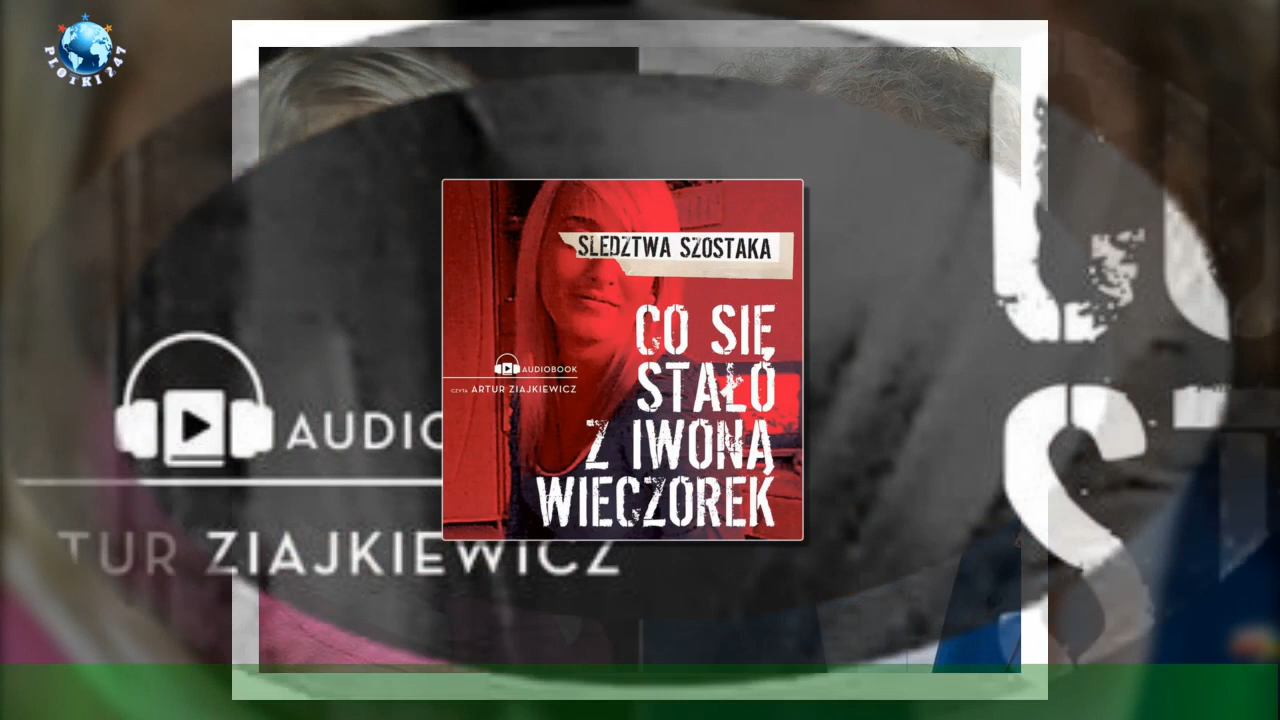 PLOTKI 247
ŚLEDZTWA SZOSTAKA
CO SIĘ
STAŁO
Z IWONĄ
WIECZOREK
AUDIOBOOK
CZYTA ARTUR ZIAJKIEWICZ
AUDIO
TUR ZIAJKIEWICZ